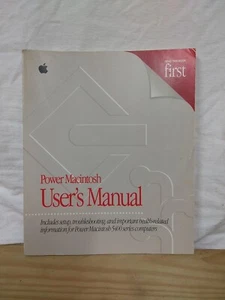 first
Power Macintosh
User's Manual
Includes setup, troubleshooting, and important health-related
information for Power Macintosh 5400 series computers